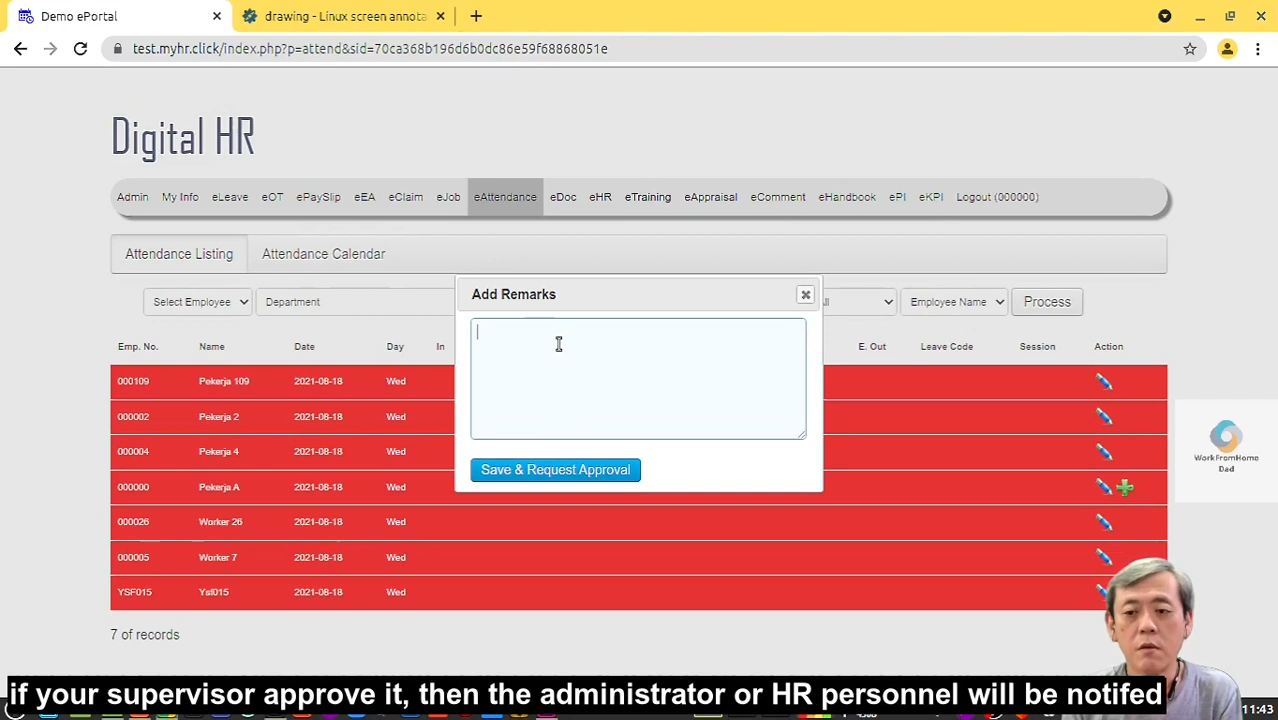 Demo ePortal
drawing - Linux screen annota
test.myhr.click/index.php?p=attend&sid=70ca368b196d6b0dc86e59f68868051e
Digital HR
Admin My Info eLeave eOT ePaySlip eEA eClaim eJob eAttendance eDoc eHR eTraining eAppraisal eComment eHandbook ePI eKPI Logout (000000)
Attendance Listing Attendance Calendar
Select Employee Department Employee Name Process
Add Remarks
Emp. No. Name Date Day In E. Out Leave Code Session Action
000109 Pekerja 109 2021-08-18 Wed
000002 Pekerja 2 2021-08-18 Wed
000004 Pekerja 4 2021-08-18 Wed
Save & Request Approval
000000 Pekerja A 2021-08-18 Wed
000026 Worker 26 2021-08-18 Wed
000005 Worker 7 2021-08-18 Wed
YSF015 Ysf015 2021-08-18 Wed
7 of records
WorkFromHome
Dad
if your supervisor approve it, then the administrator or HR personnel will be notifed
11:43